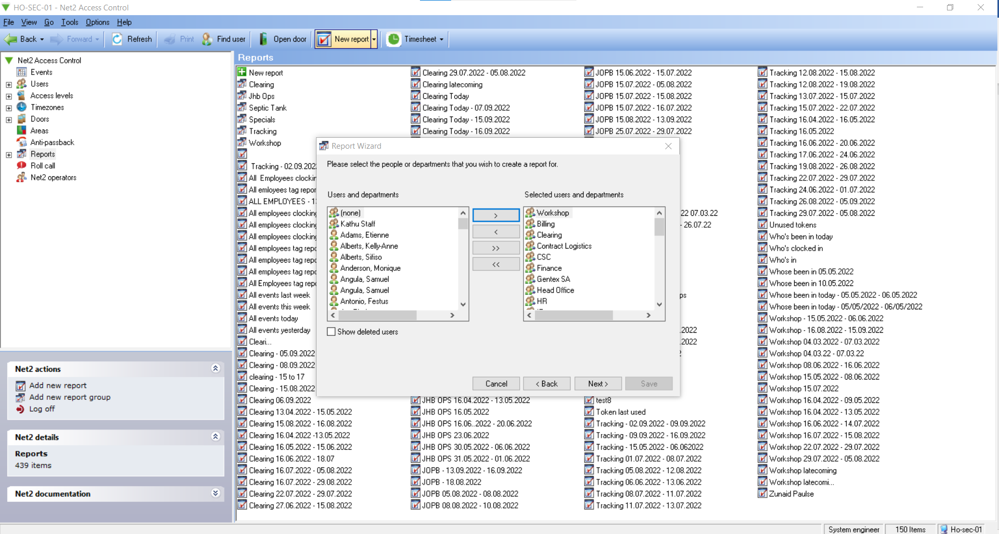 HO-SEC-01 - Net2 Access Control
File View Go Tools Options Help
Back Forward Refresh Print Find user Open door New report Timesheet
Net2 Access Control
Events
Users
Access levels
Timezones
Doors
Areas
Anti-passback
Reports
Roll call
Net2 operators
Net2 actions
Add new report
Add new report group
Log off
Net2 details
Reports
439 items
Net2 documentation
Reports
New report
Clearing
Jhb Ops
Septic Tank
Specials
Tracking
Workshop
Tracking - 02.09.202
All Employees clockin
All emloyees tag repor
ALL EMPLOYEES - 1
All employees clocking
All employees clocking
All employees clocking
All employees tag repo
All employees tag repo
All employees tag repo
All Employees tag repo
All events last week
All events this week
All events today
All events yesterday
Cleari...
Clearing - 05.09.2022
Clearing - 08.09.2022
clearing - 15 to 17
Clearing - 15.08.2022
Clearing 06.09.2022
Clearing 13.04.2022 - 15.05.2022
Clearing 15.08.2022 - 16.08.2022
Clearing 16.04.2022 -13.05.2022
Clearing 16.05.2022 - 15.06.2022
Clearing 16.06.2022 - 18.07
Clearing 16.07.2022 - 05.08.2022
Clearing 16.07.2022 - 29.08.2022
Clearing 22.07.2022 - 29.07.2022
Clearing 27.06.2022 - 15.08.2022
Clearing 29.07.2022 - 05.08.2022
Clearing latecoming
Clearing Today
Clearing Today - 07.09.2022
Clearing Today - 15.09.2022
Clearing Today - 16.09.2022
JHB OPS 16.04.2022 - 13.05.2022
JHB OPS 16.05.2022
JHB OPS 16.06..2022 - 20.06.2022
JHB OPS 23.06.2022
JHB OPS 30.05.2022 - 06.06.2022
JHB OPS 31.05.2022 - 01.06.2022
JOPB - 13.09.2022 - 16.09.2022
JOPB - 18.08.2022
JOPB 05.08.2022 - 08.08.2022
JOPB 08.08.2022 - 10.08.2022
JOPB 15.06.2022 - 15.07.2022
JOPB 15.07.2022 - 05.08.2022
JOPB 15.07.2022 - 15.08.2022
JOPB 15.07.2022 - 16.07.2022
JOPB 15.08.2022 - 13.09.2022
JOPB 25.07.2022 - 29.07.2022
22 07.03.22
- 26.07.22
ps
.2022
.2022
test8
Token last used
Tracking - 02.09.2022 - 09.09.2022
Tracking - 09.09.2022 - 16.09.2022
Tracking - 15.05.2022 - 06.062022
Tracking 01.07.2022 - 08.07.2022
Tracking 05.08.2022 - 12.08.2022
Tracking 06.06.2022 - 13.06.2022
Tracking 08.07.2022 - 11.07.2022
Tracking 11.07.2022 - 13.07.2022
Tracking 12.08.2022 - 15.08.2022
Tracking 12.08.2022 - 19.08.2022
Tracking 13.07.2022 - 15.07.2022
Tracking 15.07.2022 - 22.07.2022
Tracking 16.04.2022 - 16.05.2022
Tracking 16.05.2022
Tracking 16.06.2022 - 20.06.2022
Tracking 17.06.2022 - 24.06.2022
Tracking 19.08.2022 - 26.08.2022
Tracking 22.07.2022 - 29.07.2022
Tracking 24.06.2022 - 01.07.2022
Tracking 26.08.2022 - 05.09.2022
Tracking 29.07.2022 - 05.08.2022
Unused tokens
Who's been in today
Who's clocked in
Who's in
Whose been in 05.05.2022
Whose been in 10.05.2022
Whose been in today - 05.05.2022 - 06.05.2022
Whose been in today - 05/05/2022 - 06/05/2022
Workshop - 15.05.2022 - 06.06.2022
Workshop - 16.08.2022 - 15.09.2022
Workshop 04.03.2022 - 07.03.2022
Workshop 04.03.22 - 07.03.22
Workshop 08.06.2022 - 16.06.2022
Workshop 15.05.2022 - 08.06.2022
Workshop 15.07.2022
Workshop 16.04.2022 - 09.05.2022
Workshop 16.04.2022 - 13.05.2022
Workshop 16.06.2022 - 14.07.2022
Workshop 16.07.2022 - 15.08.2022
Workshop 22.07.2022 - 29.07.2022
Workshop 29.07.2022 - 05.08.2022
Workshop latecoming
Workshop latecomi...
Zunaid Paulse
Report Wizard
Please select the people or departments that you wish to create a report for.
Users and departments
(none)
Kathu Staff
Adams, Etienne
Alberts, Kelly-Anne
Alberts, Sifiso
Anderson, Monique
Angula, Samuel
Angula, Samuel
Antonio, Festus
>
<
>>
<<
Selected users and departments
Workshop
Billing
Clearing
Contract Logistics
CSC
Finance
Gentex SA
Head Office
HR
Show deleted users
Cancel < Back Next > Save
System engineer 150 Items Ho-sec-01